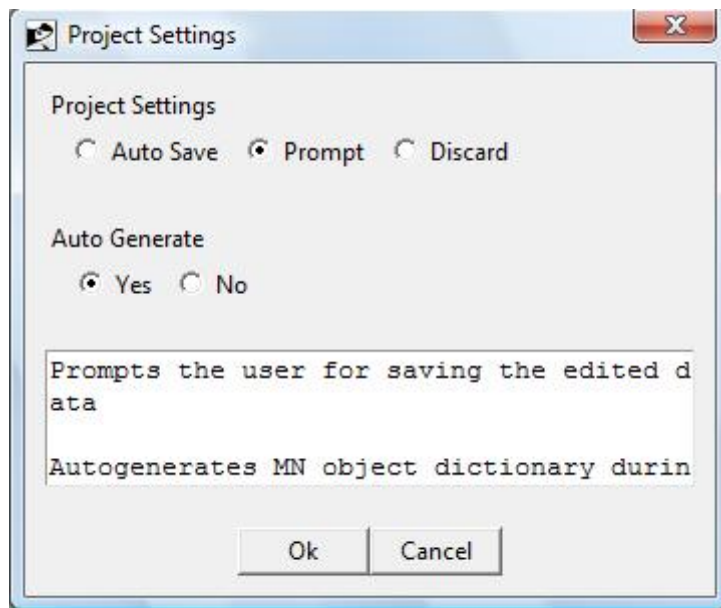 Project Settings
Project Settings
Auto Save Prompt Discard
Auto Generate
Yes No
Prompts the user for saving the edited d
ata
Autogenerates MN object dictionary durin
Ok Cancel